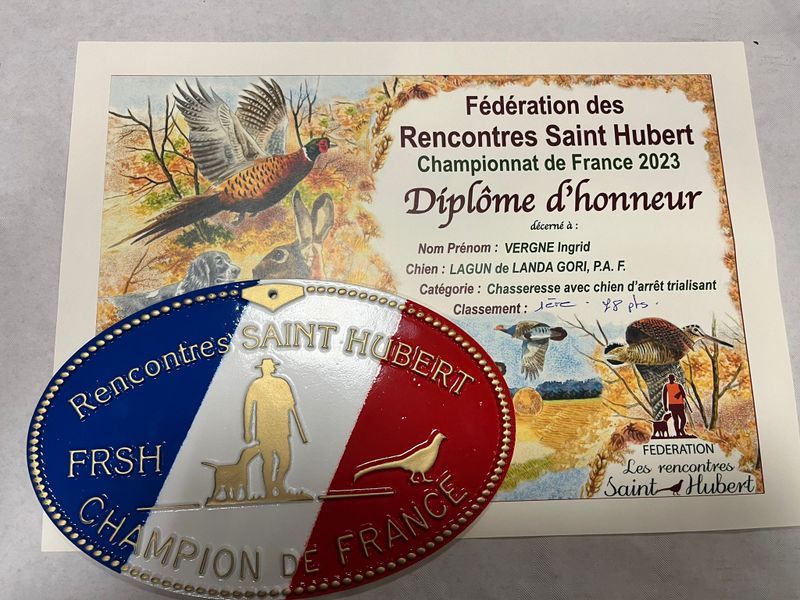 Fédération des
Rencontres Saint Hubert
Championnat de France 2023
Diplôme d'honneur
décerné à :
Nom Prénom : VERGNE Ingrid
Chien : LAGUN de LANDA GORI, P.A. F.
Catégorie : Chasseresse avec chien d'arrêt trialisant
Classement : 1ère - 78 pts.
FEDERATION
Les rencontres
Saint Hubert
Rencontres SAINT HUBERT
FRSH
CHAMPION DE FRANCE